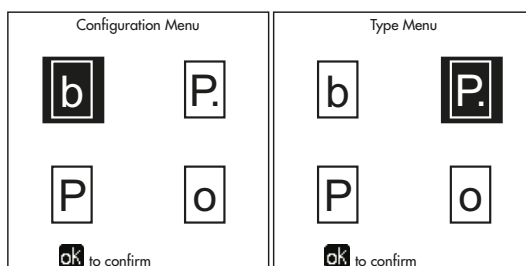 Configuration Menu
b P.
P o
ok to confirm
Type Menu
b P.
P o
ok to confirm